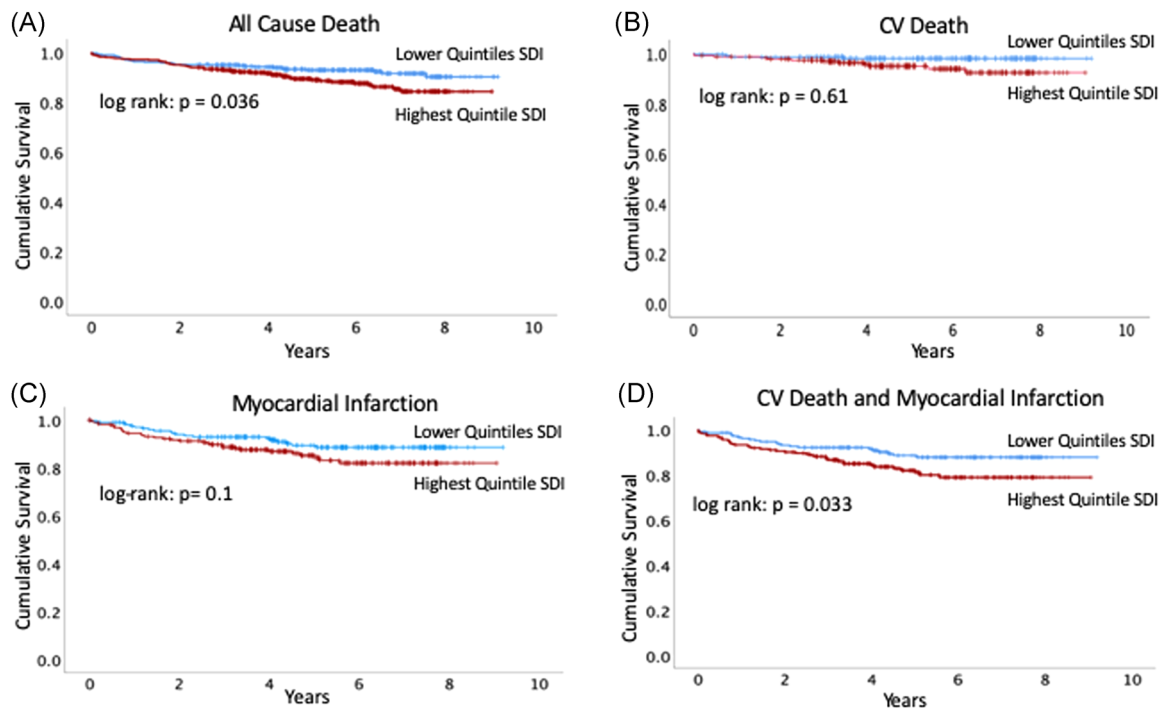 (A)
All Cause Death
1.0
0.8
0.6
0.4
0.2
0.0
Cumulative Survival
Lower Quintiles SDI
log rank: p = 0.036
Highest Quintile SDI
0 2 4 6 8 10
Years
(B)
CV Death
1.0
0.8
0.6
0.4
0.2
0.0
Cumulative Survival
Lower Quintiles SDI
log rank: p = 0.61
Highest Quintile SDI
0 2 4 6 8 10
Years
(C)
Myocardial Infarction
1.0
0.8
0.6
0.4
0.2
0.0
Cumulative Survival
Lower Quintiles SDI
log-rank: p= 0.1
Highest Quintile SDI
0 2 4 6 8 10
Years
(D)
CV Death and Myocardial Infarction
1.0
0.8
0.6
0.4
0.2
0.0
Cumulative Survival
Lower Quintiles SDI
log rank: p = 0.033
Highest Quintile SDI
0 2 4 6 8 10
Years